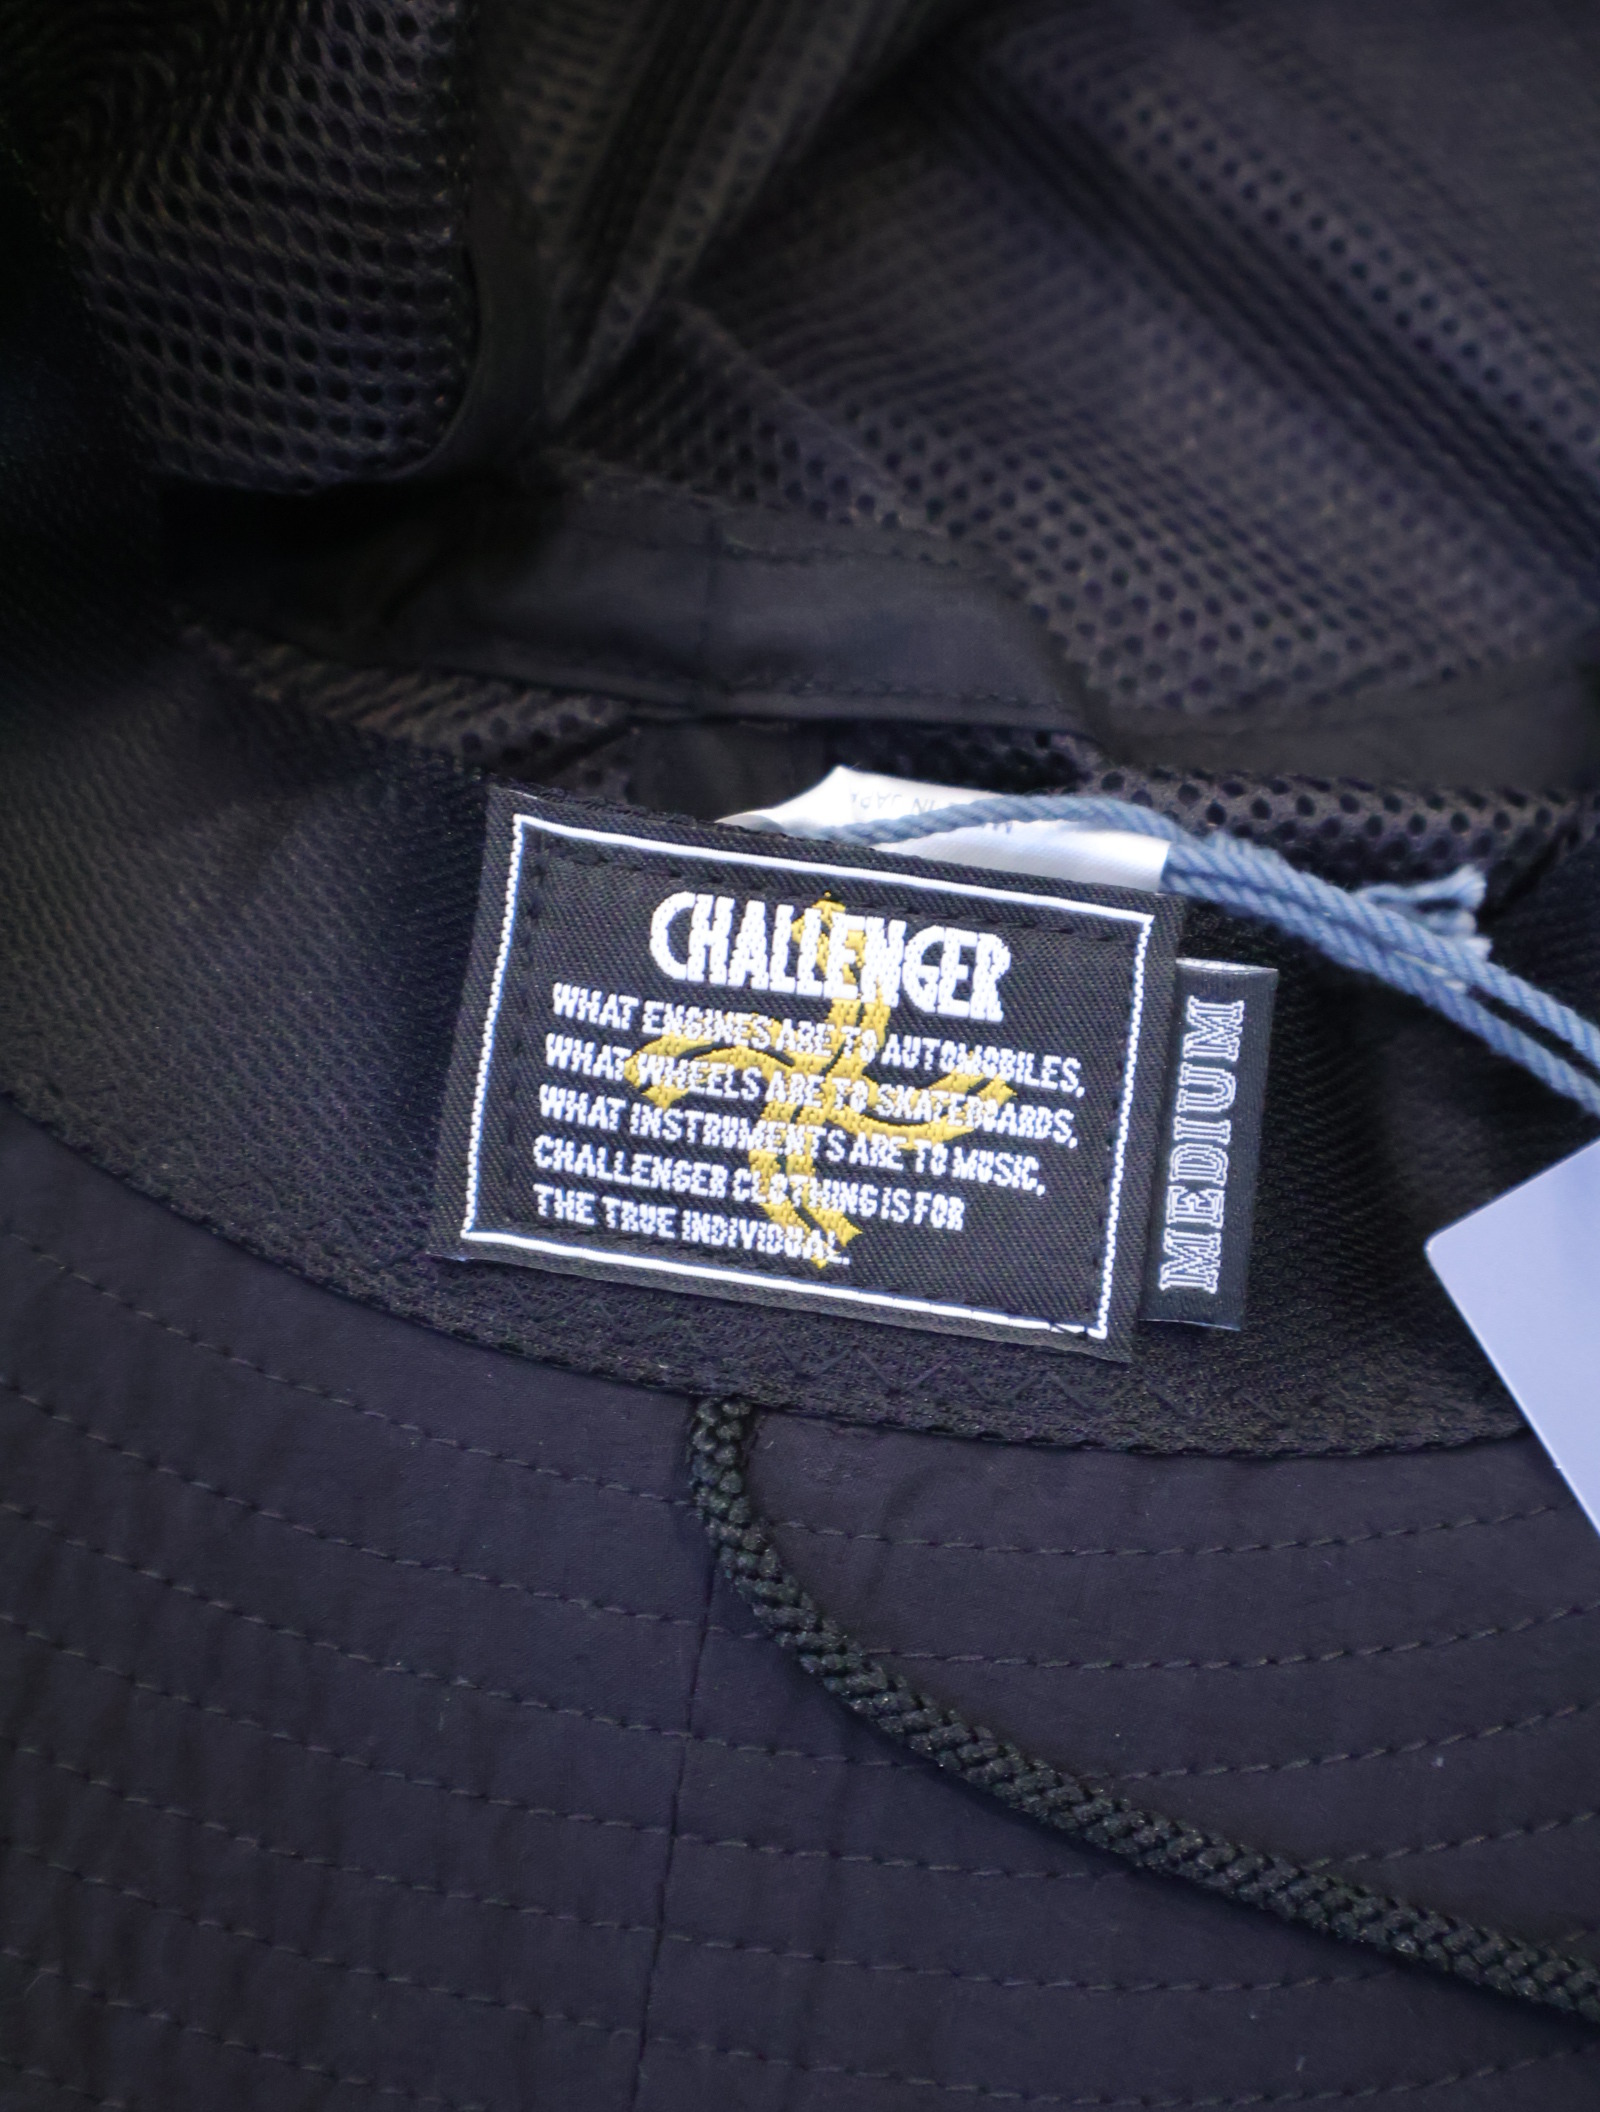 CHALLENGER
WHAT ENGINES ARE TO AUTOMOBILES,
WHAT WHEELS ARE TO SKATEBOARDS,
WHAT INSTRUMENTS ARE TO MUSIC,
CHALLENGER CLOTHING IS FOR
THE TRUE INDIVIDUAL.
MEDIUM